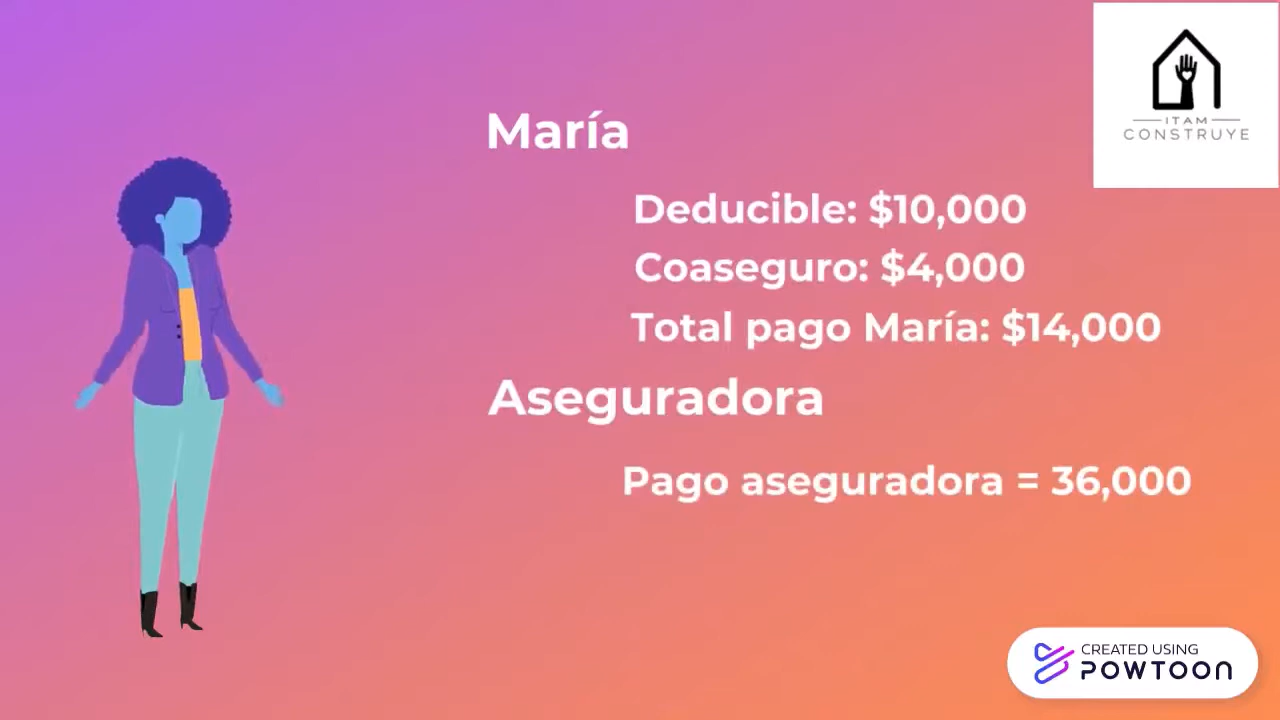 ITAM
CONSTRUYE
María
Deducible: $10,000
Coaseguro: $4,000
Total pago María: $14,000
Aseguradora
Pago aseguradora = 36,000
CREATED USING
POWTOON